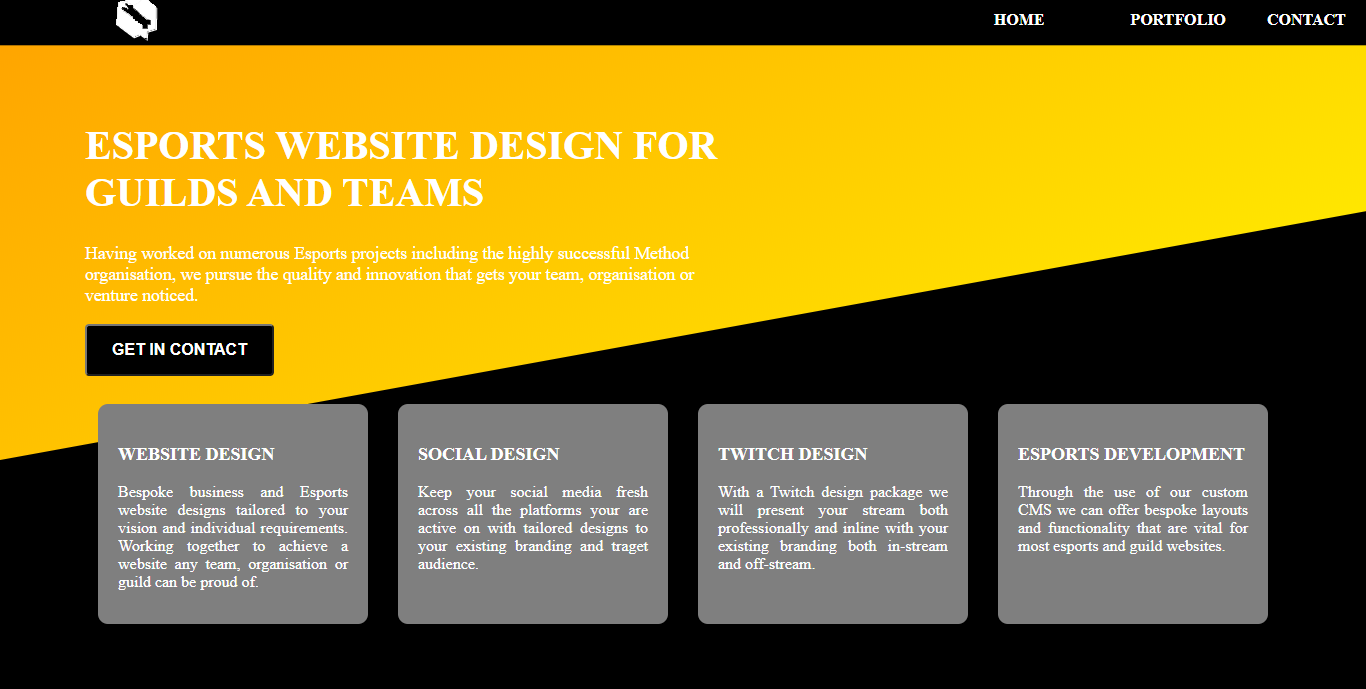 HOME PORTFOLIO CONTACT
ESPORTS WEBSITE DESIGN FOR
GUILDS AND TEAMS
Having worked on numerous Esports projects including the highly successful Method
organisation, we pursue the quality and innovation that gets your team, organisation or
venture noticed.
GET IN CONTACT
WEBSITE DESIGN
Bespoke business and Esports
website designs tailored to your
vision and individual requirements.
Working together to achieve a
website any team, organisation or
guild can be proud of.
SOCIAL DESIGN
Keep your social media fresh
across all the platforms your are
active on with tailored designs to
your existing branding and traget
audience.
TWITCH DESIGN
With a Twitch design package we
will present your stream both
professionally and inline with your
existing branding both in-stream
and off-stream.
ESPORTS DEVELOPMENT
Through the use of our custom
CMS we can offer bespoke layouts
and functionality that are vital for
most esports and guild websites.